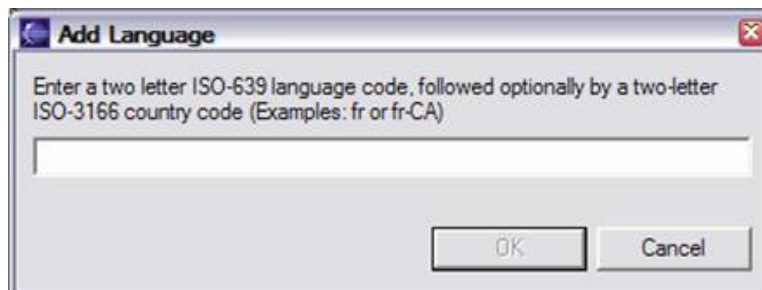 Add Language
Enter a two letter ISO-639 language code, followed optionally by a two-letter
ISO-3166 country code (Examples: fr or fr-CA)
OK
Cancel